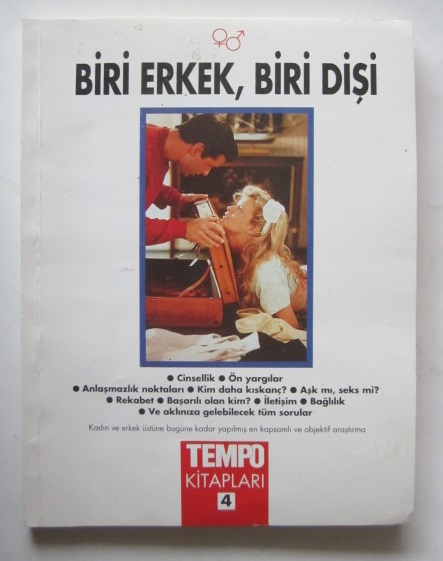 BİRİ ERKEK, BİRİ DİŞİ
● Cinsellik ● Ön yargılar
● Anlaşmazlık noktaları ● Kim daha kıskanç? ● Aşk mı, seks mi?
● Rekabet ● Başarılı olan kim? ● İletişim ● Bağlılık
● Ve aklınıza gelebilecek tüm sorular
Kadın ve erkek üstüne bugüne kadar yapılmış en kapsamlı ve objektif araştırma
TEMPO
KİTAPLARI
4